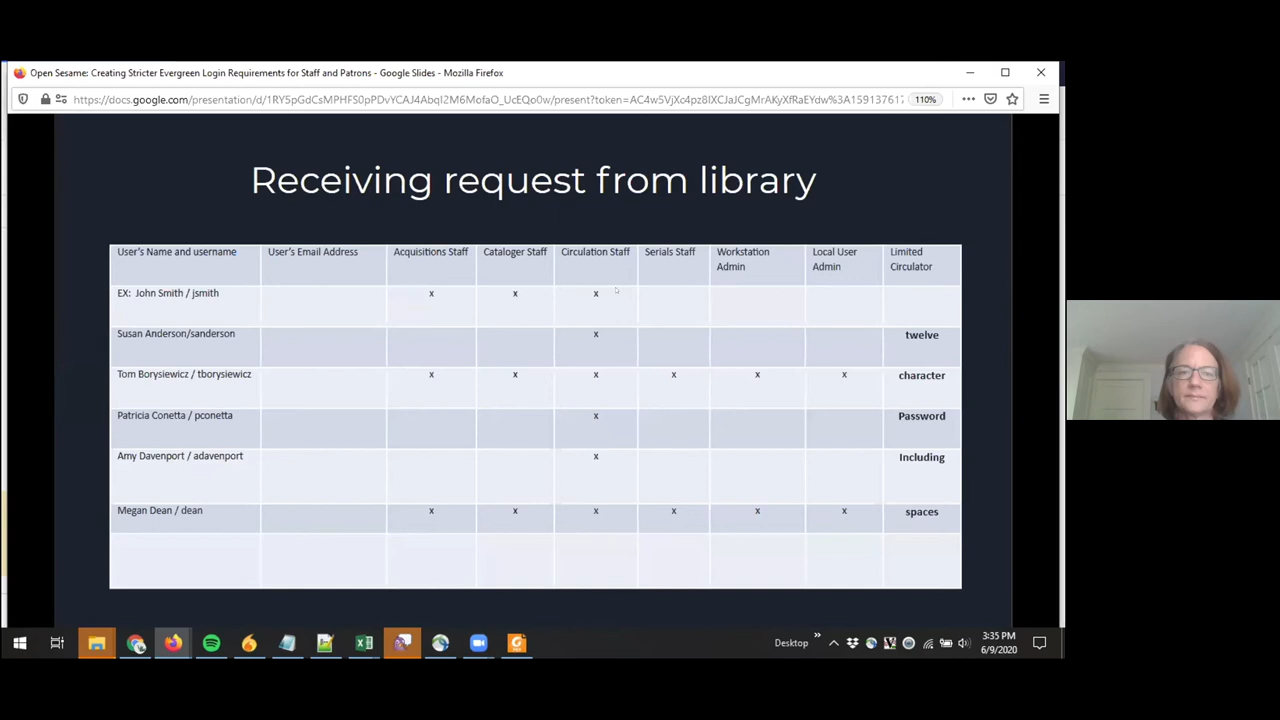 Open Sesame: Creating Stricter Evergreen Login Requirements for Staff and Patrons - Google Slides - Mozilla Firefox
110%
Receiving request from library
User's Name and username User's Email Address Acquisitions Staff Cataloger Staff Circulation Staff Serials Staff Workstation Admin Local User Admin Limited Circulator
EX: John Smith / jsmith x x x
Susan Anderson/sanderson x twelve
Tom Borysiewicz / tborysiewicz x x x x x x character
Patricia Conetta / pconetta x Password
Amy Davenport / adavenport x Including
Megan Dean / dean x x x x x x spaces
Desktop
3:35 PM
6/9/2020